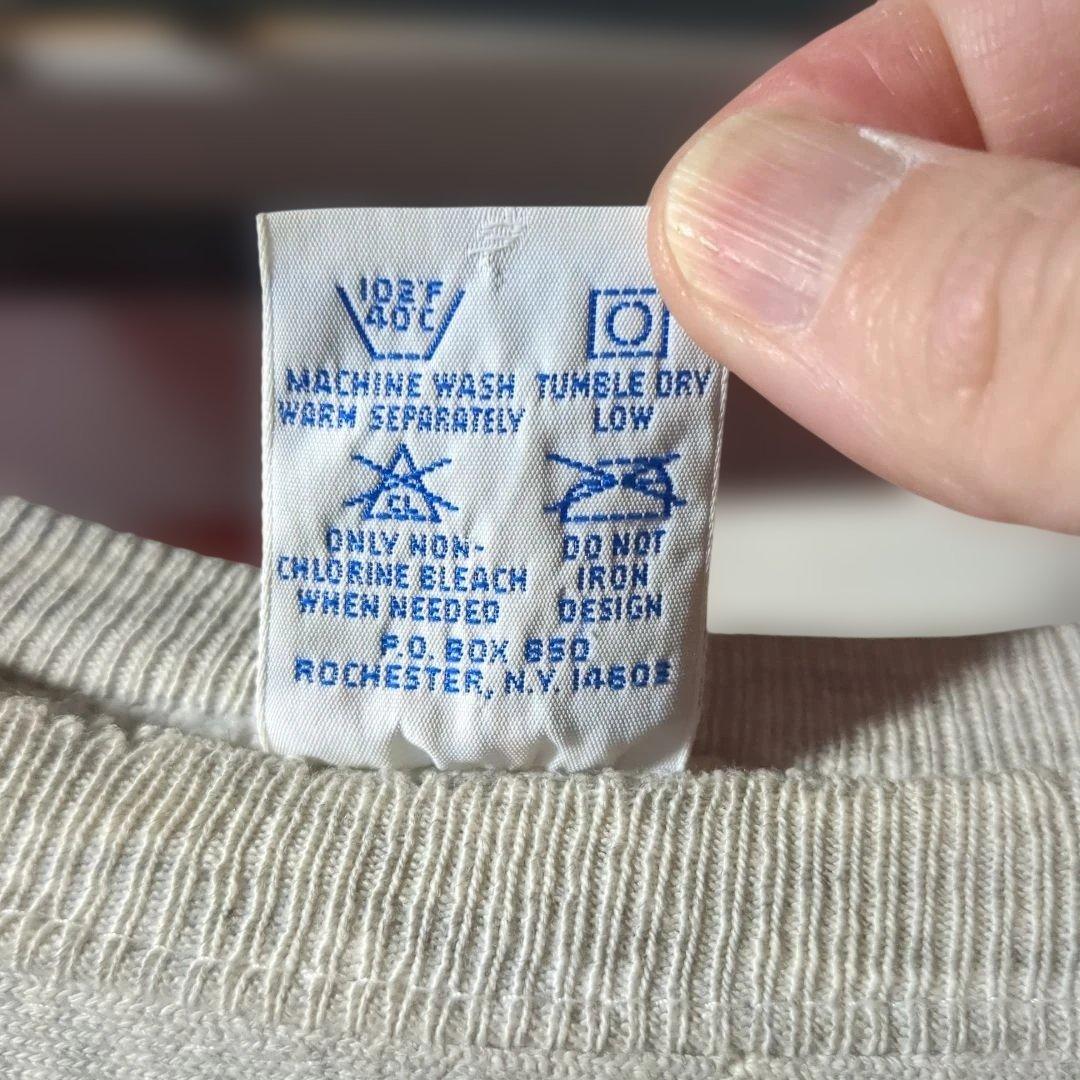 102°F
40°C
MACHINE WASH
WARM SEPARATELY
TUMBLE DRY
LOW
CL
ONLY NON-
CHLORINE BLEACH
WHEN NEEDED
DO NOT
IRON
DESIGN
P.O. BOX 850
ROCHESTER, N.Y. 14603